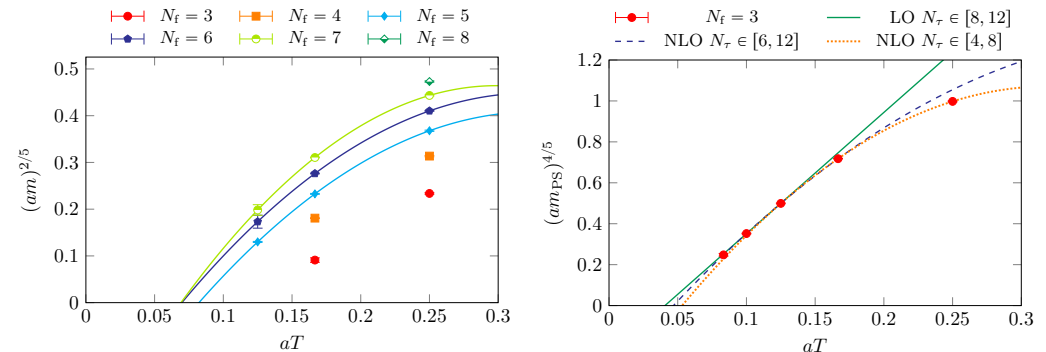 N_f = 3 N_f = 4 N_f = 5
N_f = 6 N_f = 7 N_f = 8
0.5
0.4
0.3
0.2
0.1
0
(am)^{2/5}
0 0.05 0.1 0.15 0.2 0.25 0.3
aT
N_f = 3 LO N_τ ∈ [8, 12]
NLO N_τ ∈ [6, 12] NLO N_τ ∈ [4, 8]
1.2
1
0.8
0.6
0.4
0.2
0
(am_PS)^{4/5}
0 0.05 0.1 0.15 0.2 0.25 0.3
aT